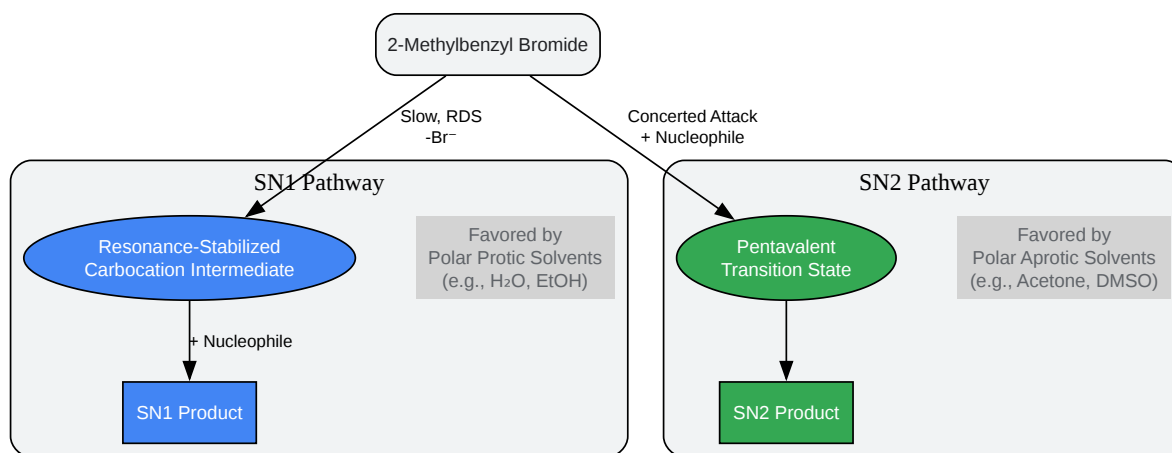 2-Methylbenzyl Bromide
Slow, RDS
-Br⁻
Concerted Attack
+ Nucleophile
SN1 Pathway
Resonance-Stabilized
Carbocation Intermediate
Favored by
Polar Protic Solvents
(e.g., H₂O, EtOH)
+ Nucleophile
SN1 Product
SN2 Pathway
Pentavalent
Transition State
Favored by
Polar Aprotic Solvents
(e.g., Acetone, DMSO)
SN2 Product